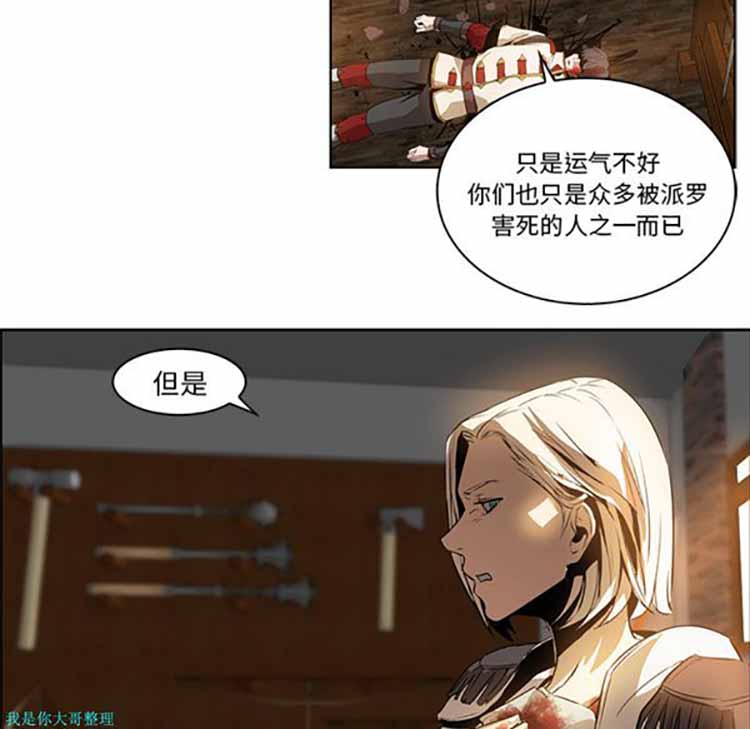 只是运气不好
你们也只是众多被派罗
害死的人之一而已
但是
我是你大哥整理